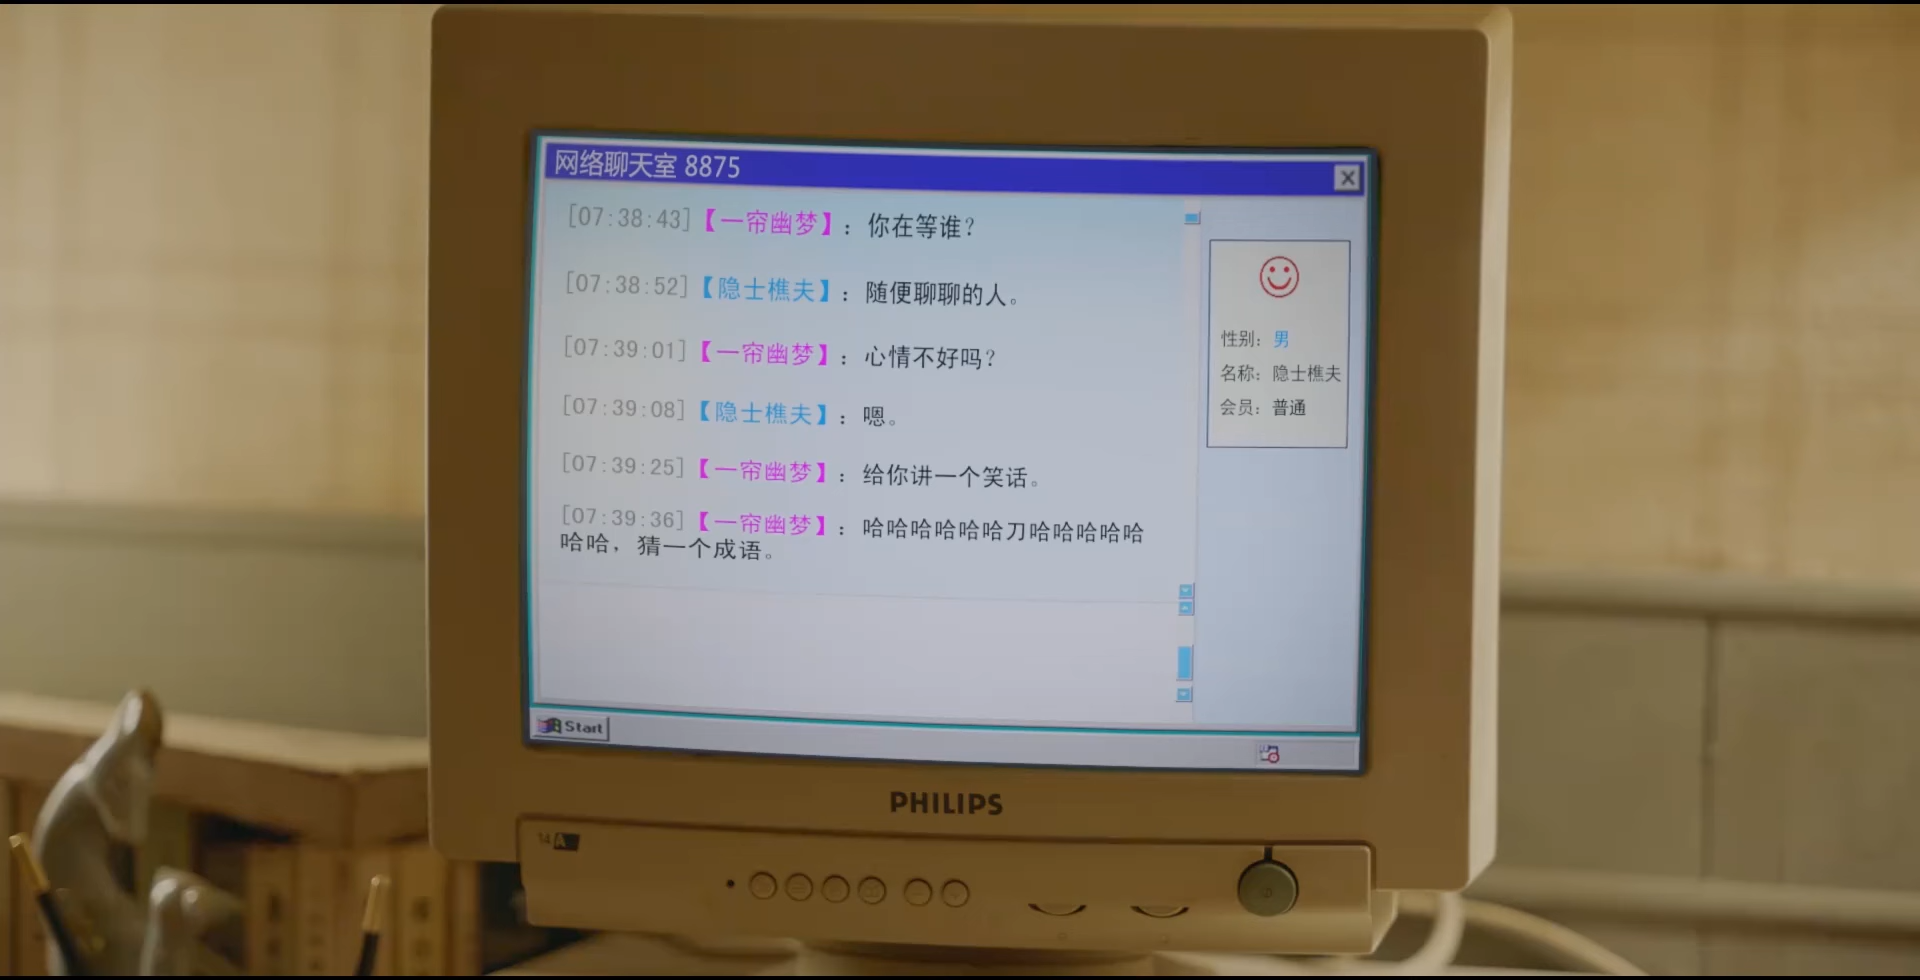 网络聊天室 8875
[07:38:43]【一帘幽梦】：你在等谁？
[07:38:52]【隐士樵夫】：随便聊聊的人。
[07:39:01]【一帘幽梦】：心情不好吗？
[07:39:08]【隐士樵夫】：嗯。
[07:39:25]【一帘幽梦】：给你讲一个笑话。
[07:39:36]【一帘幽梦】：哈哈哈哈哈哈刀哈哈哈哈哈
哈哈，猜一个成语。
性别：男
名称：隐士樵夫
会员：普通
Start
PHILIPS
14A